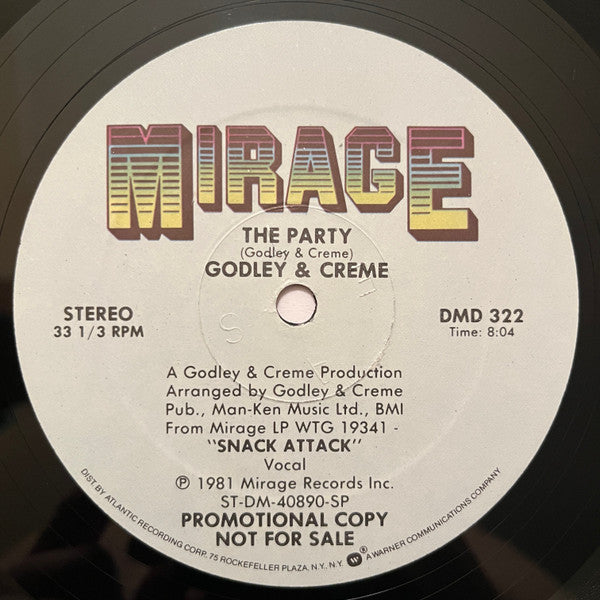 MIRAGE
THE PARTY
(Godley & Creme)
GODLEY & CREME
STEREO
33 1/3 RPM
DMD 322
Time: 8:04
A Godley & Creme Production
Arranged by Godley & Creme
Pub., Man-Ken Music Ltd., BMI
From Mirage LP WTG 19341 -
"SNACK ATTACK"
Vocal
℗ 1981 Mirage Records Inc.
ST-DM-40890-SP
PROMOTIONAL COPY
NOT FOR SALE
DIST. BY ATLANTIC RECORDING CORP. 75 ROCKEFELLER PLAZA, N.Y., N.Y. ® A WARNER COMMUNICATIONS COMPANY